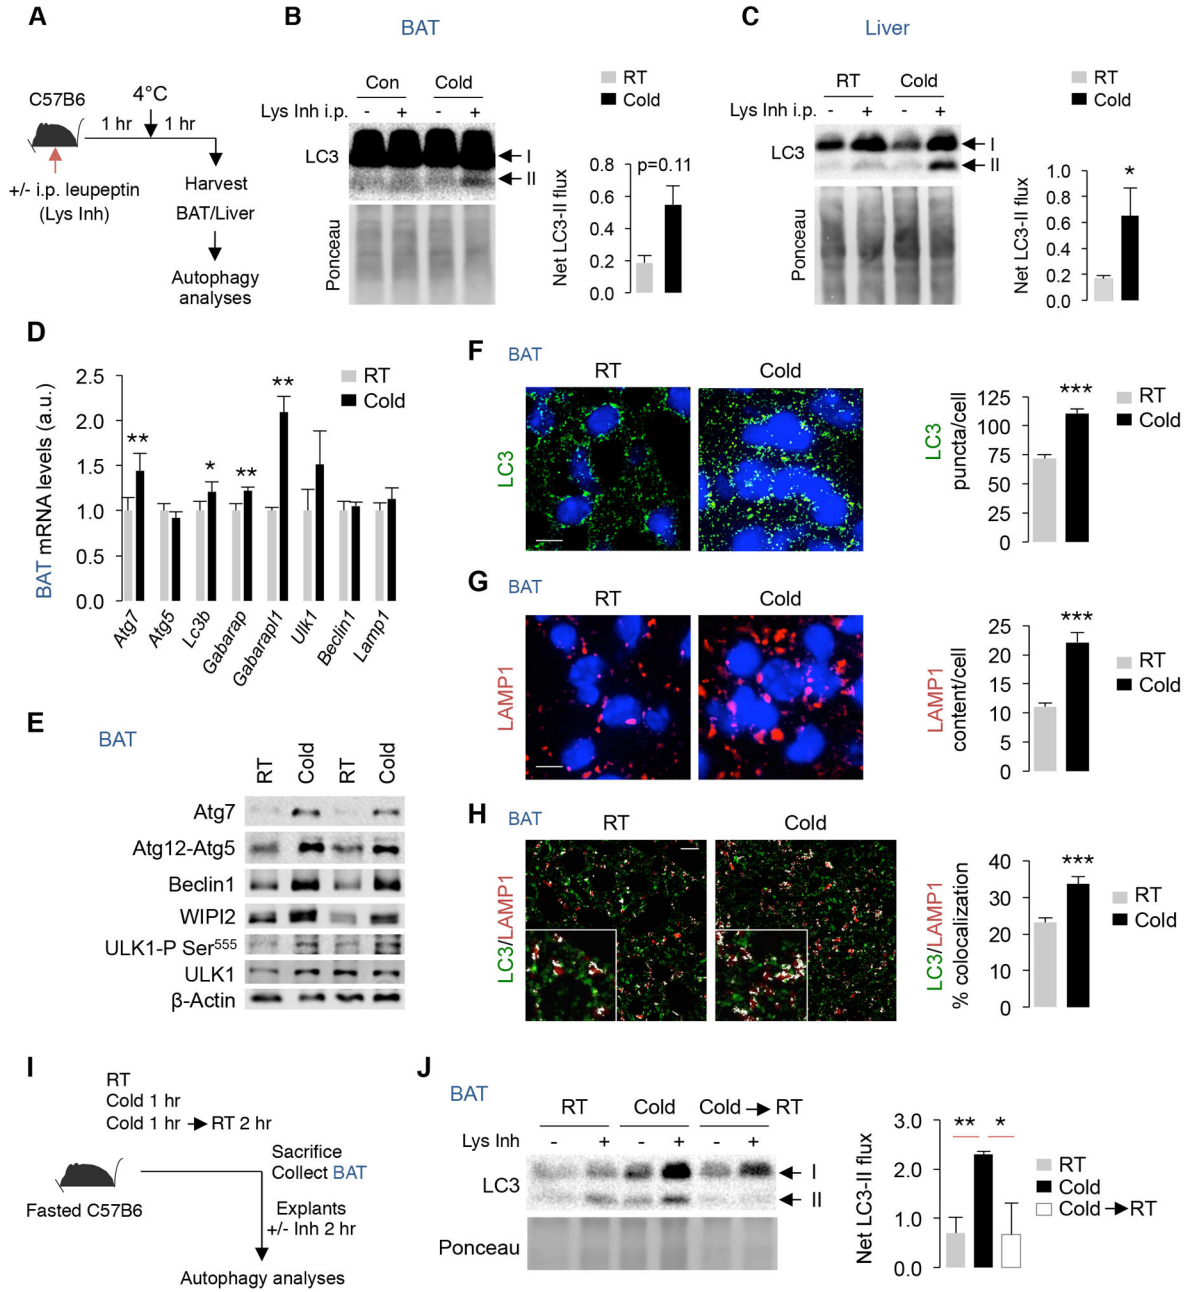 A
C57B6
4°C
1 hr
1 hr
+/- i.p. leupeptin
(Lys Inh)
Harvest
BAT/Liver
Autophagy
analyses
B
BAT
Con
Cold
Lys Inh i.p.
-
+
-
+
LC3
I
II
Ponceau
RT
Cold
Net LC3-II flux
0.8
0.6
0.4
0.2
0.0
p=0.11
C
Liver
RT
Cold
Lys Inh i.p.
-
+
-
+
LC3
I
II
Ponceau
RT
Cold
Net LC3-II flux
1.0
0.8
0.6
0.4
0.2
0.0
*
D
BAT mRNA levels (a.u.)
2.5
2.0
1.5
1.0
0.5
0.0
**
*
**
**
RT
Cold
Atg7
Atg5
Lc3b
Gabarap
Gabarapl1
Ulk1
Beclin1
Lamp1
E
BAT
RT
Cold
RT
Cold
Atg7
Atg12-Atg5
Beclin1
WIPI2
ULK1-P Ser555
ULK1
β-Actin
F
BAT
RT
Cold
LC3
LC3
puncta/cell
125
100
75
50
25
0
***
RT
Cold
G
BAT
RT
Cold
LAMP1
LAMP1
content/cell
25
20
15
10
5
0
***
RT
Cold
H
BAT
RT
Cold
LC3/LAMP1
LC3/LAMP1
% colocalization
40
30
20
10
0
***
RT
Cold
I
RT
Cold 1 hr
Cold 1 hr → RT 2 hr
Fasted C57B6
Sacrifice
Collect BAT
Explants
+/- Inh 2 hr
Autophagy analyses
J
BAT
RT
Cold
Cold → RT
Lys Inh
-
+
-
+
-
+
LC3
I
II
Ponceau
Net LC3-II flux
3.0
2.0
1.0
0.0
**
*
RT
Cold
Cold → RT